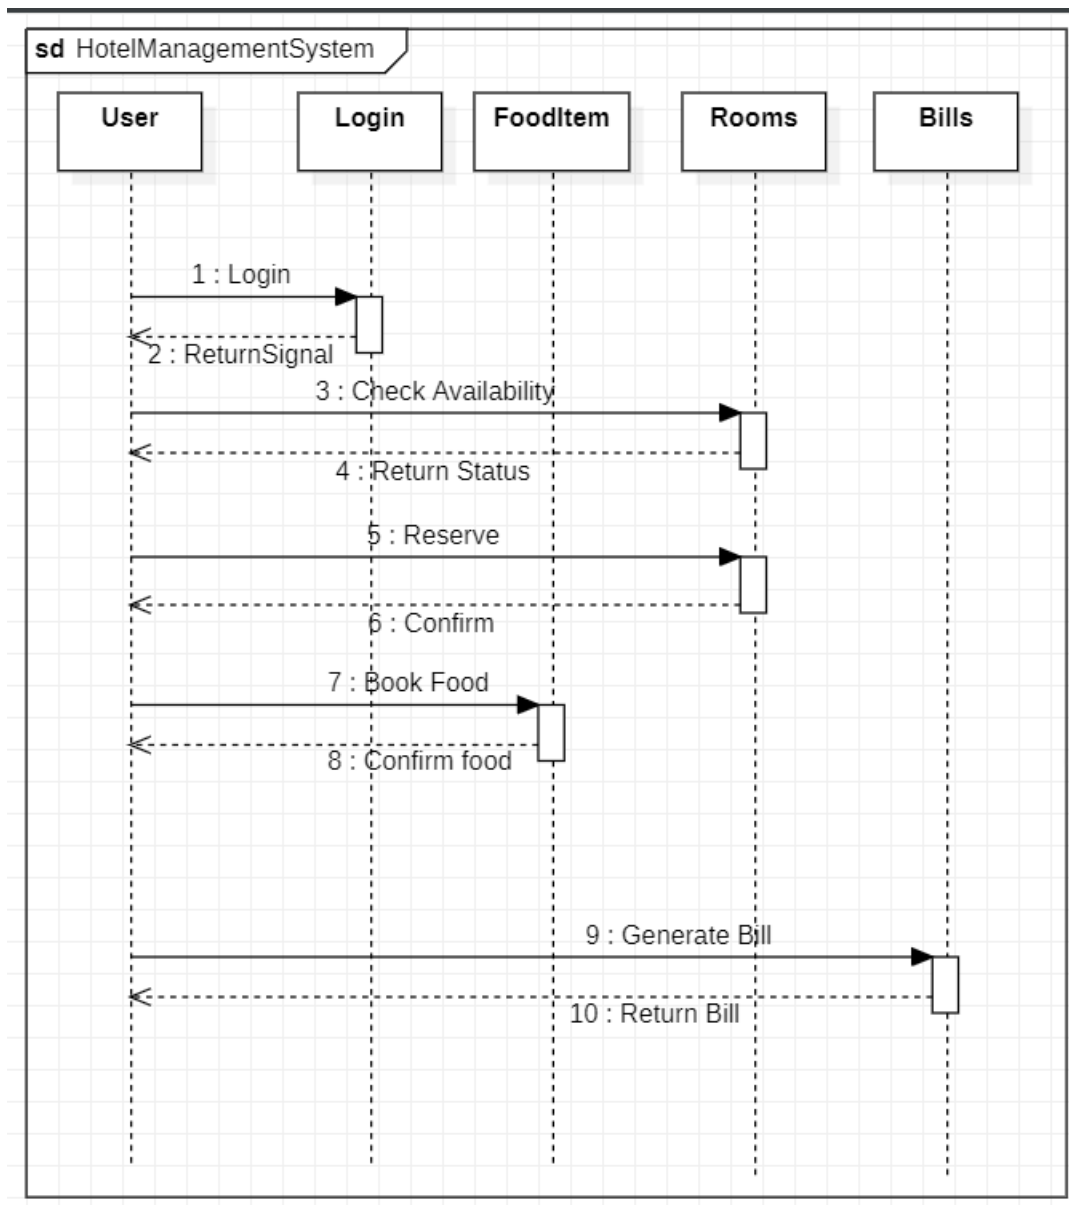 sd HotelManagementSystem
User
Login
FoodItem
Rooms
Bills
1 : Login
2 : ReturnSignal
3 : Check Availability
4 : Return Status
5 : Reserve
6 : Confirm
7 : Book Food
8 : Confirm food
9 : Generate Bill
10 : Return Bill